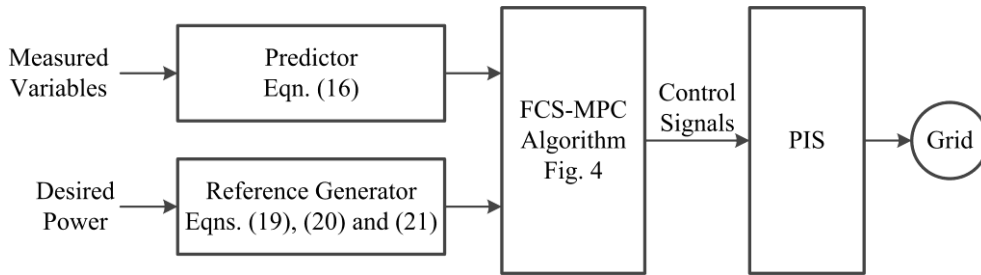 Measured
Variables
Predictor
Eqn. (16)
Desired
Power
Reference Generator
Eqns. (19), (20) and (21)
FCS-MPC
Algorithm
Fig. 4
Control
Signals
PIS
Grid